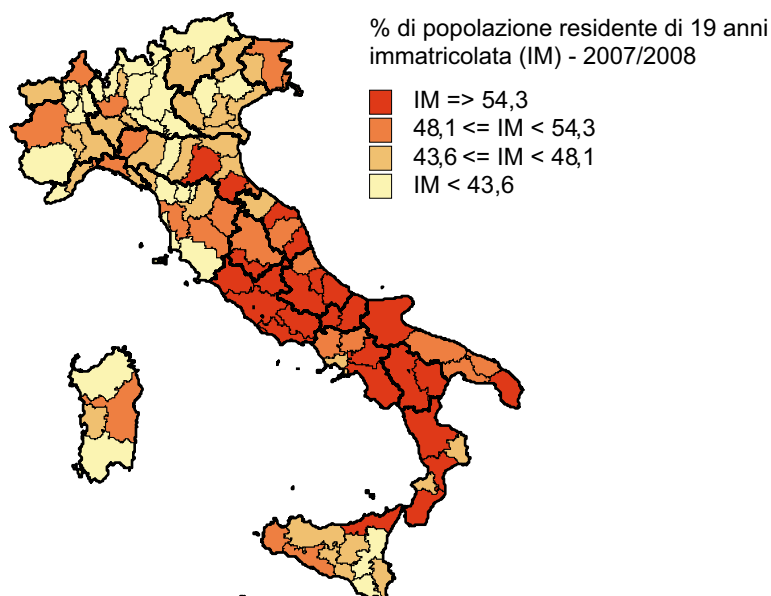 % di popolazione residente di 19 anni
immatricolata (IM) - 2007/2008
IM => 54,3
48,1 <= IM < 54,3
43,6 <= IM < 48,1
IM < 43,6